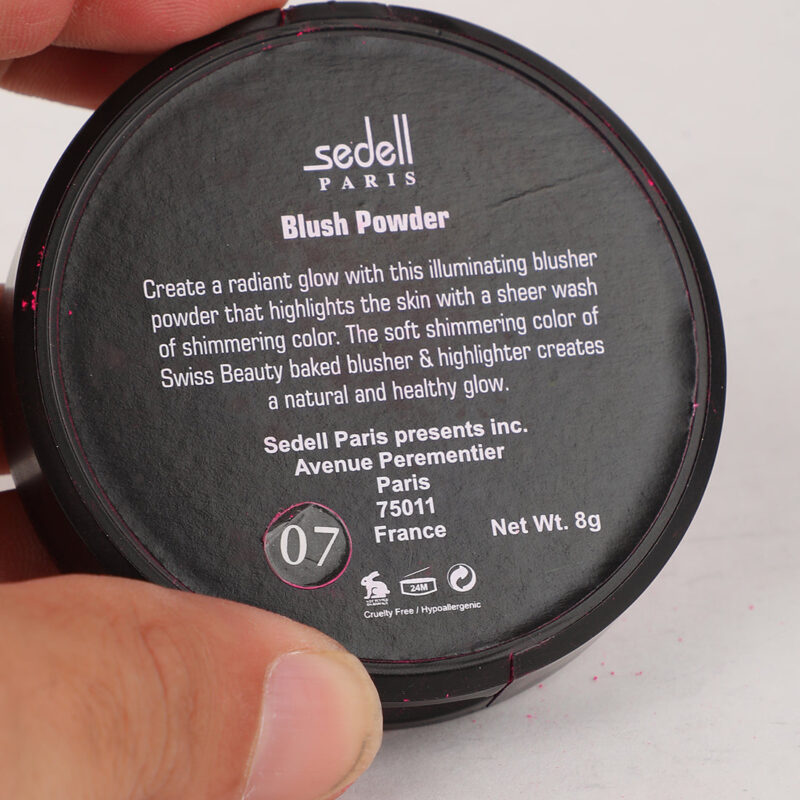 sedell
PARIS
Blush Powder
Create a radiant glow with this illuminating blusher
powder that highlights the skin with a sheer wash
of shimmering color. The soft shimmering color of
Swiss Beauty baked blusher & highlighter creates
a natural and healthy glow.
Sedell Paris presents inc.
Avenue Perementier
Paris
75011
France
Net Wt. 8g
07
24M
Cruelty Free / Hypoallergenic